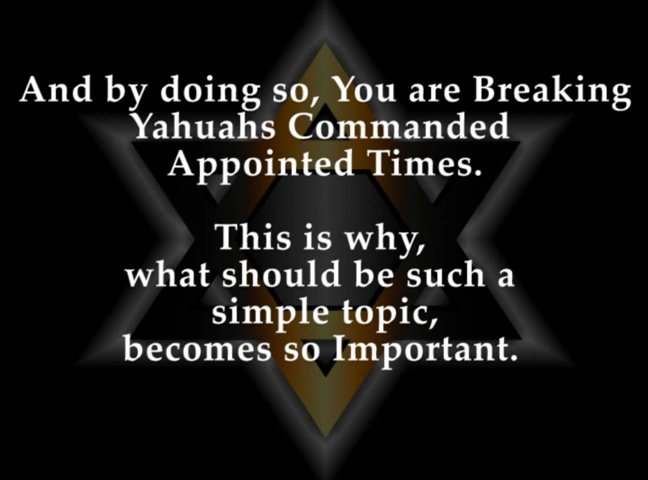 And by doing so, You are Breaking
Yahuahs Commanded
Appointed Times.
This is why,
what should be such a
simple topic,
becomes so Important.